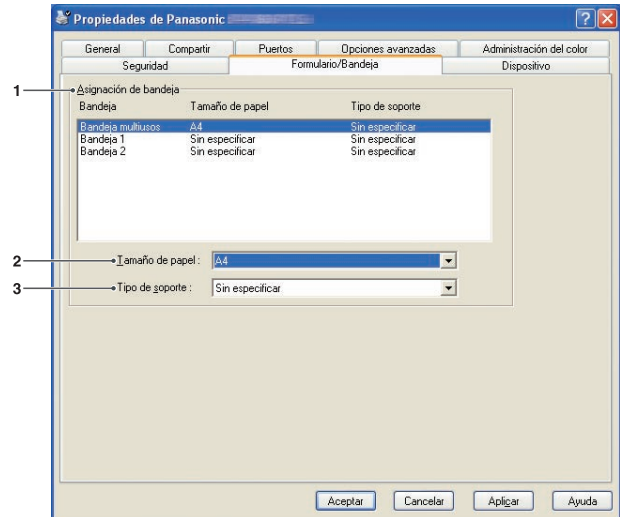 Propiedades de Panasonic
General Compartir Puertos Opciones avanzadas Administración del color
Seguridad Formulario/Bandeja Dispositivo
1 Asignación de bandeja
Bandeja Tamaño de papel Tipo de soporte
Bandeja multiusos A4 Sin especificar
Bandeja 1 Sin especificar Sin especificar
Bandeja 2 Sin especificar Sin especificar
2 Tamaño de papel : A4
3 Tipo de soporte : Sin especificar
Aceptar Cancelar Aplicar Ayuda